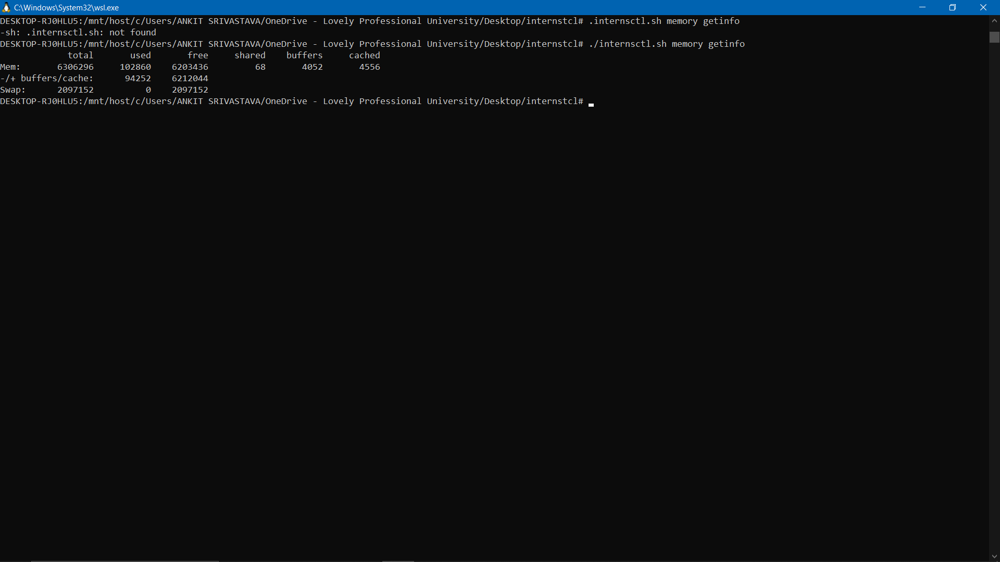 C:\Windows\System32\wsl.exe
DESKTOP-RJ0HLU5:/mnt/host/c/Users/ANKIT SRIVASTAVA/OneDrive - Lovely Professional University/Desktop/internstcl# .internsctl.sh memory getinfo
-sh: .internsctl.sh: not found
DESKTOP-RJ0HLU5:/mnt/host/c/Users/ANKIT SRIVASTAVA/OneDrive - Lovely Professional University/Desktop/internstcl# ./internsctl.sh memory getinfo
             total       used       free     shared    buffers     cached
Mem:       6306296     102860    6203436         68       4052       4556
-/+ buffers/cache:      94252    6212044
Swap:      2097152          0    2097152
DESKTOP-RJ0HLU5:/mnt/host/c/Users/ANKIT SRIVASTAVA/OneDrive - Lovely Professional University/Desktop/internstcl#